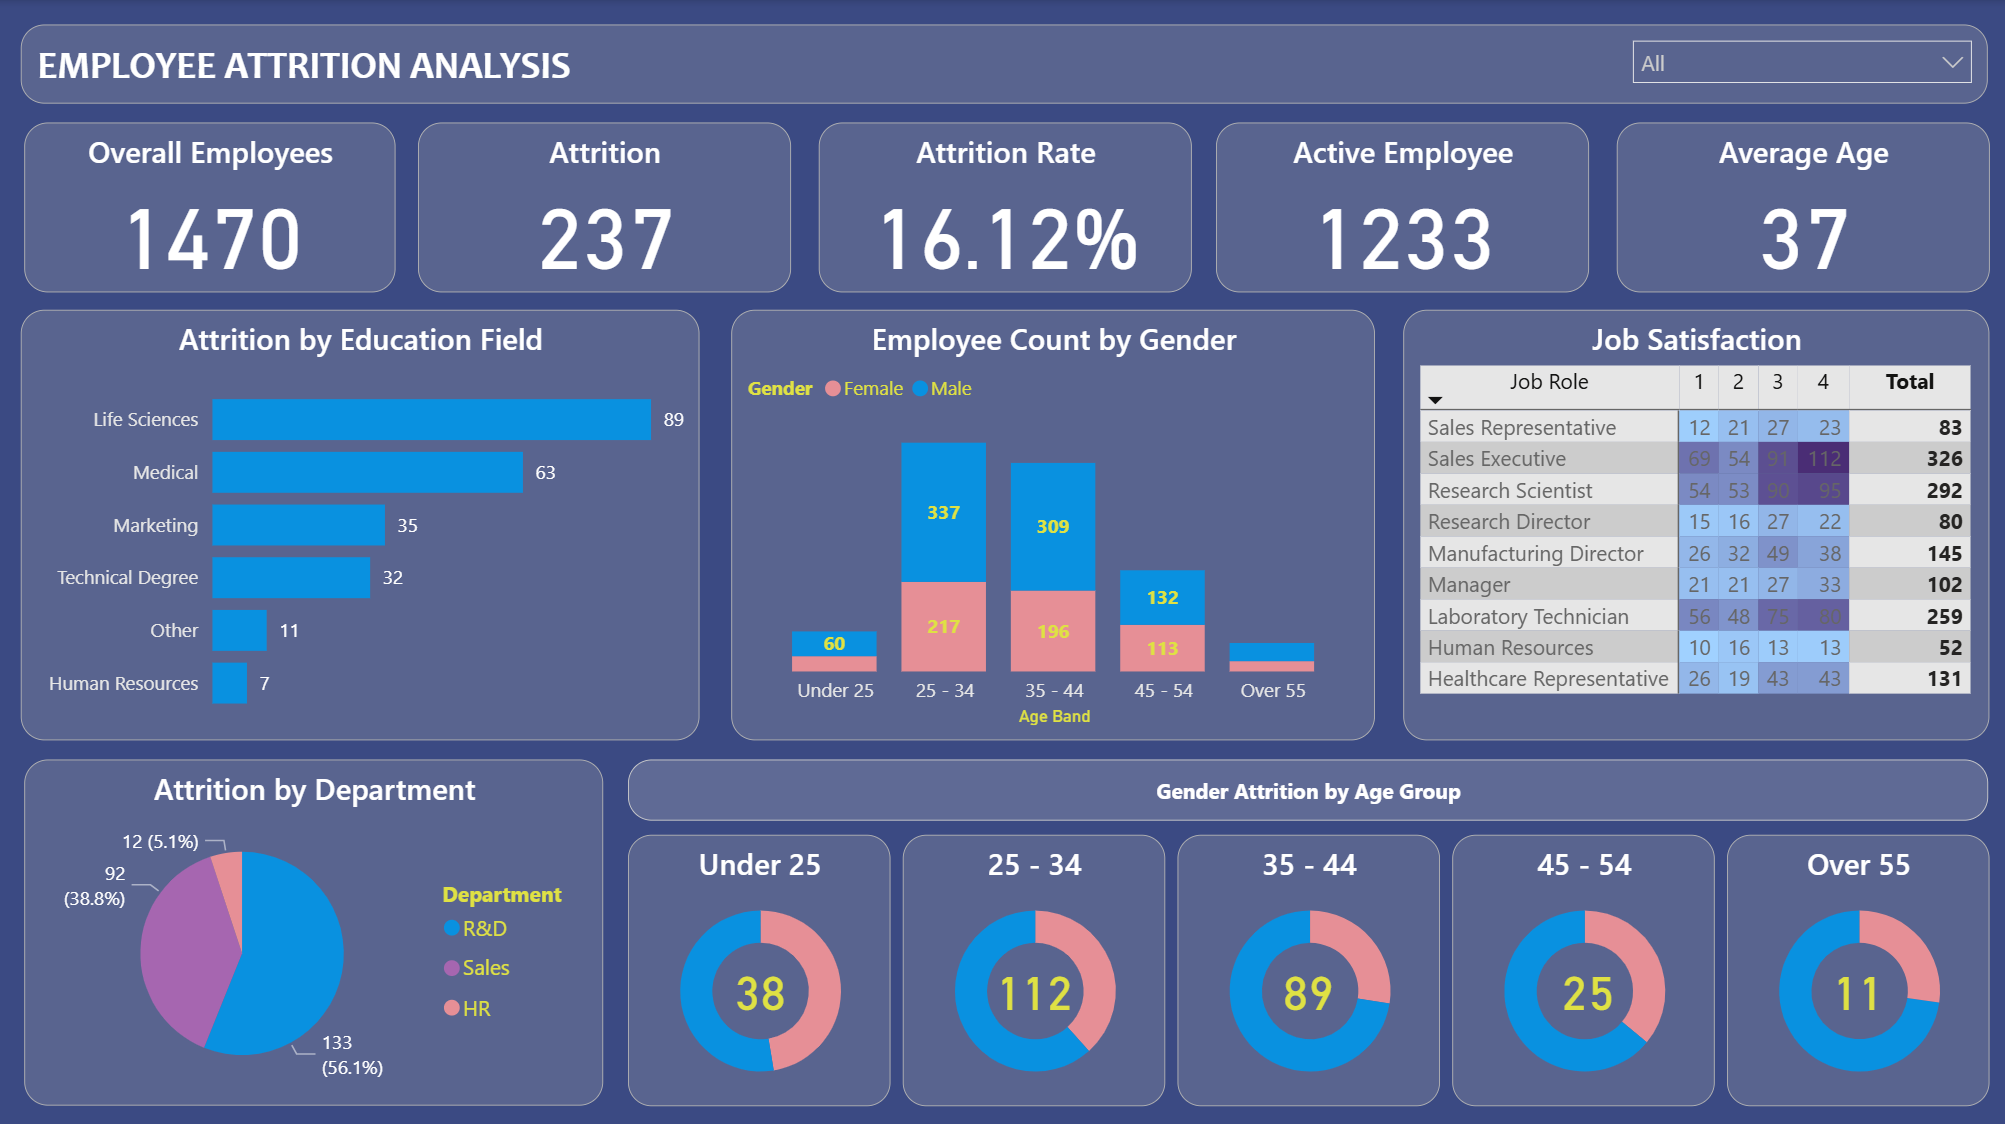 EMPLOYEE ATTRITION ANALYSIS
All
Overall Employees
1470
Attrition
237
Attrition Rate
16.12%
Active Employee
1233
Average Age
37
Attrition by Education Field
Life Sciences 89
Medical 63
Marketing 35
Technical Degree 32
Other 11
Human Resources 7
Employee Count by Gender
Gender Female Male
337
309
132
60
217
196
113
Under 25 25 - 34 35 - 44 45 - 54 Over 55
Age Band
Job Satisfaction
Job Role 1 2 3 4 Total
Sales Representative 12 21 27 23 83
Sales Executive 69 54 91 112 326
Research Scientist 54 53 90 95 292
Research Director 15 16 27 22 80
Manufacturing Director 26 32 49 38 145
Manager 21 21 27 33 102
Laboratory Technician 56 48 75 80 259
Human Resources 10 16 13 13 52
Healthcare Representative 26 19 43 43 131
Attrition by Department
12 (5.1%)
92
(38.8%)
133
(56.1%)
Department
R&D
Sales
HR
Gender Attrition by Age Group
Under 25
38
25 - 34
112
35 - 44
89
45 - 54
25
Over 55
11